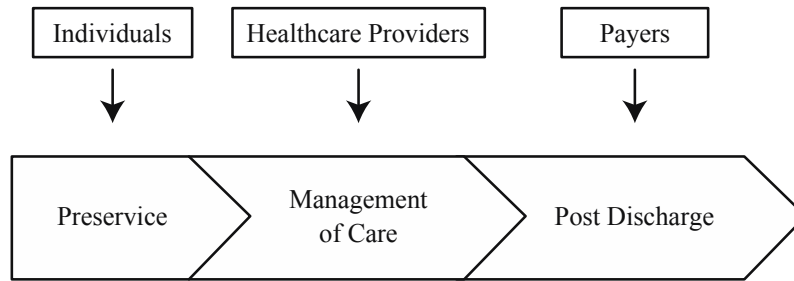 Individuals
Healthcare Providers
Payers
Preservice
Management
of Care
Post Discharge